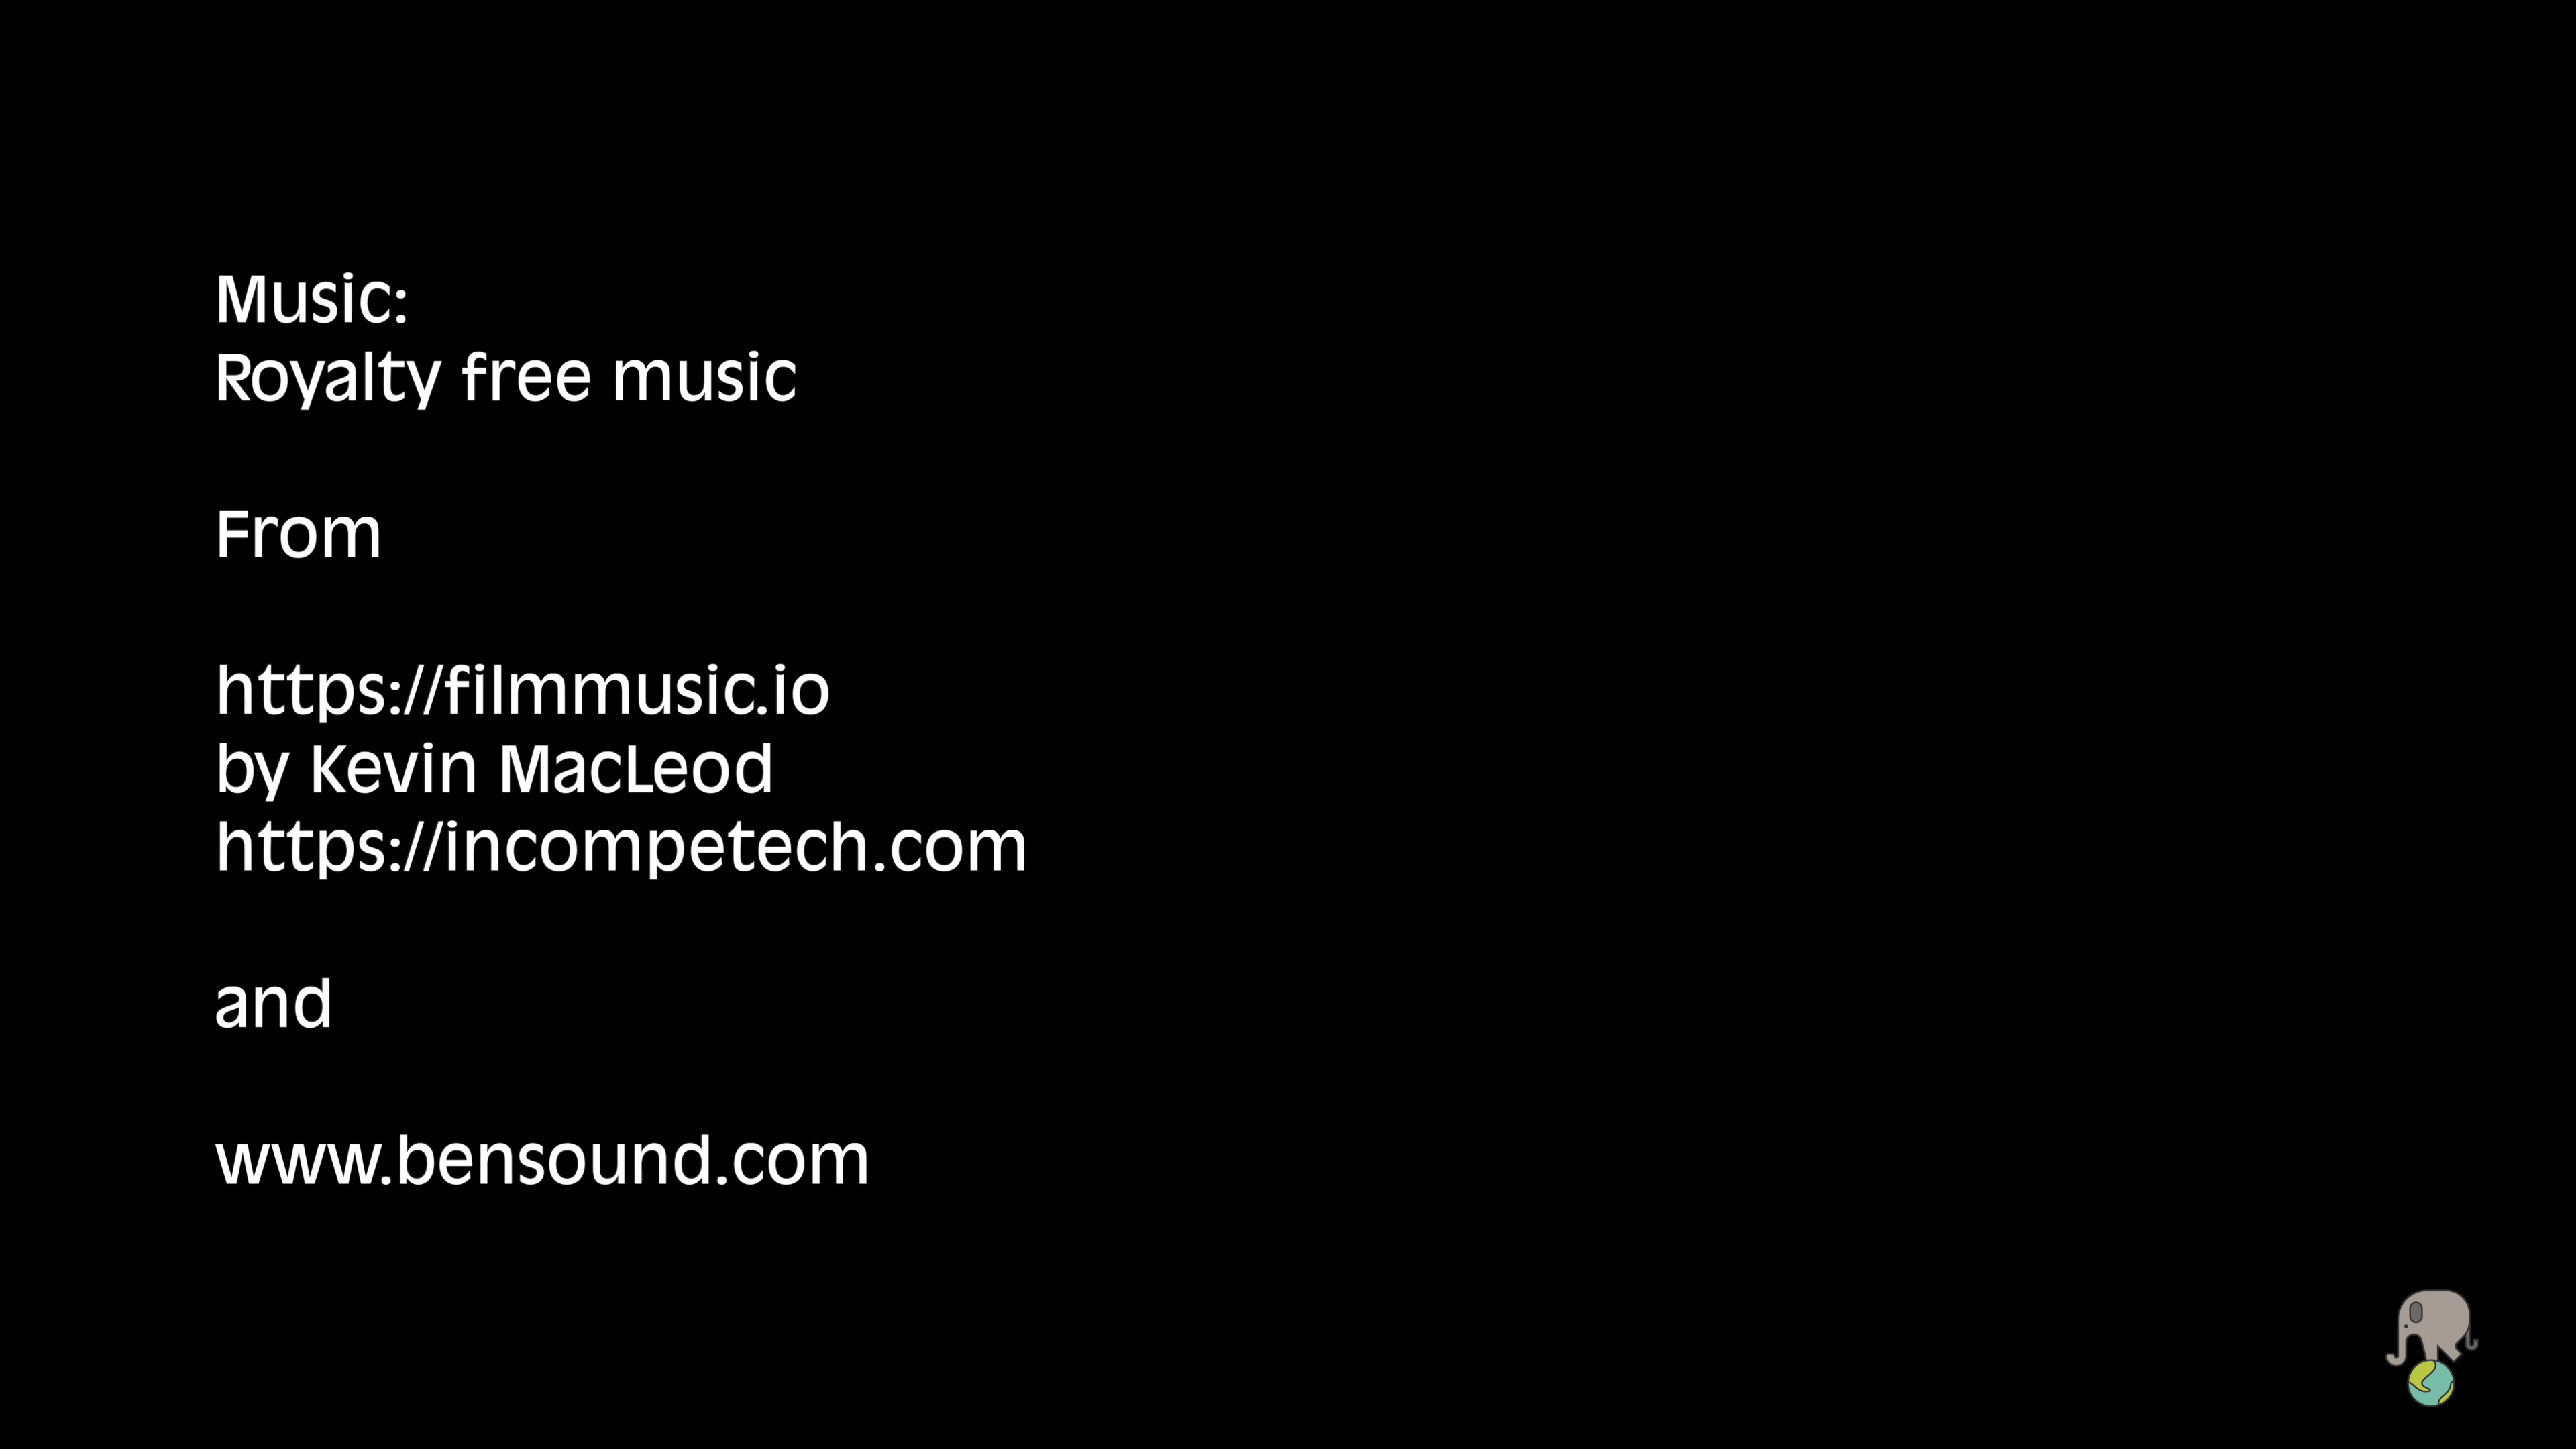 Music:
Royalty free music
From
https://filmmusic.io
by Kevin MacLeod
https://incompetech.com
and
www.bensound.com